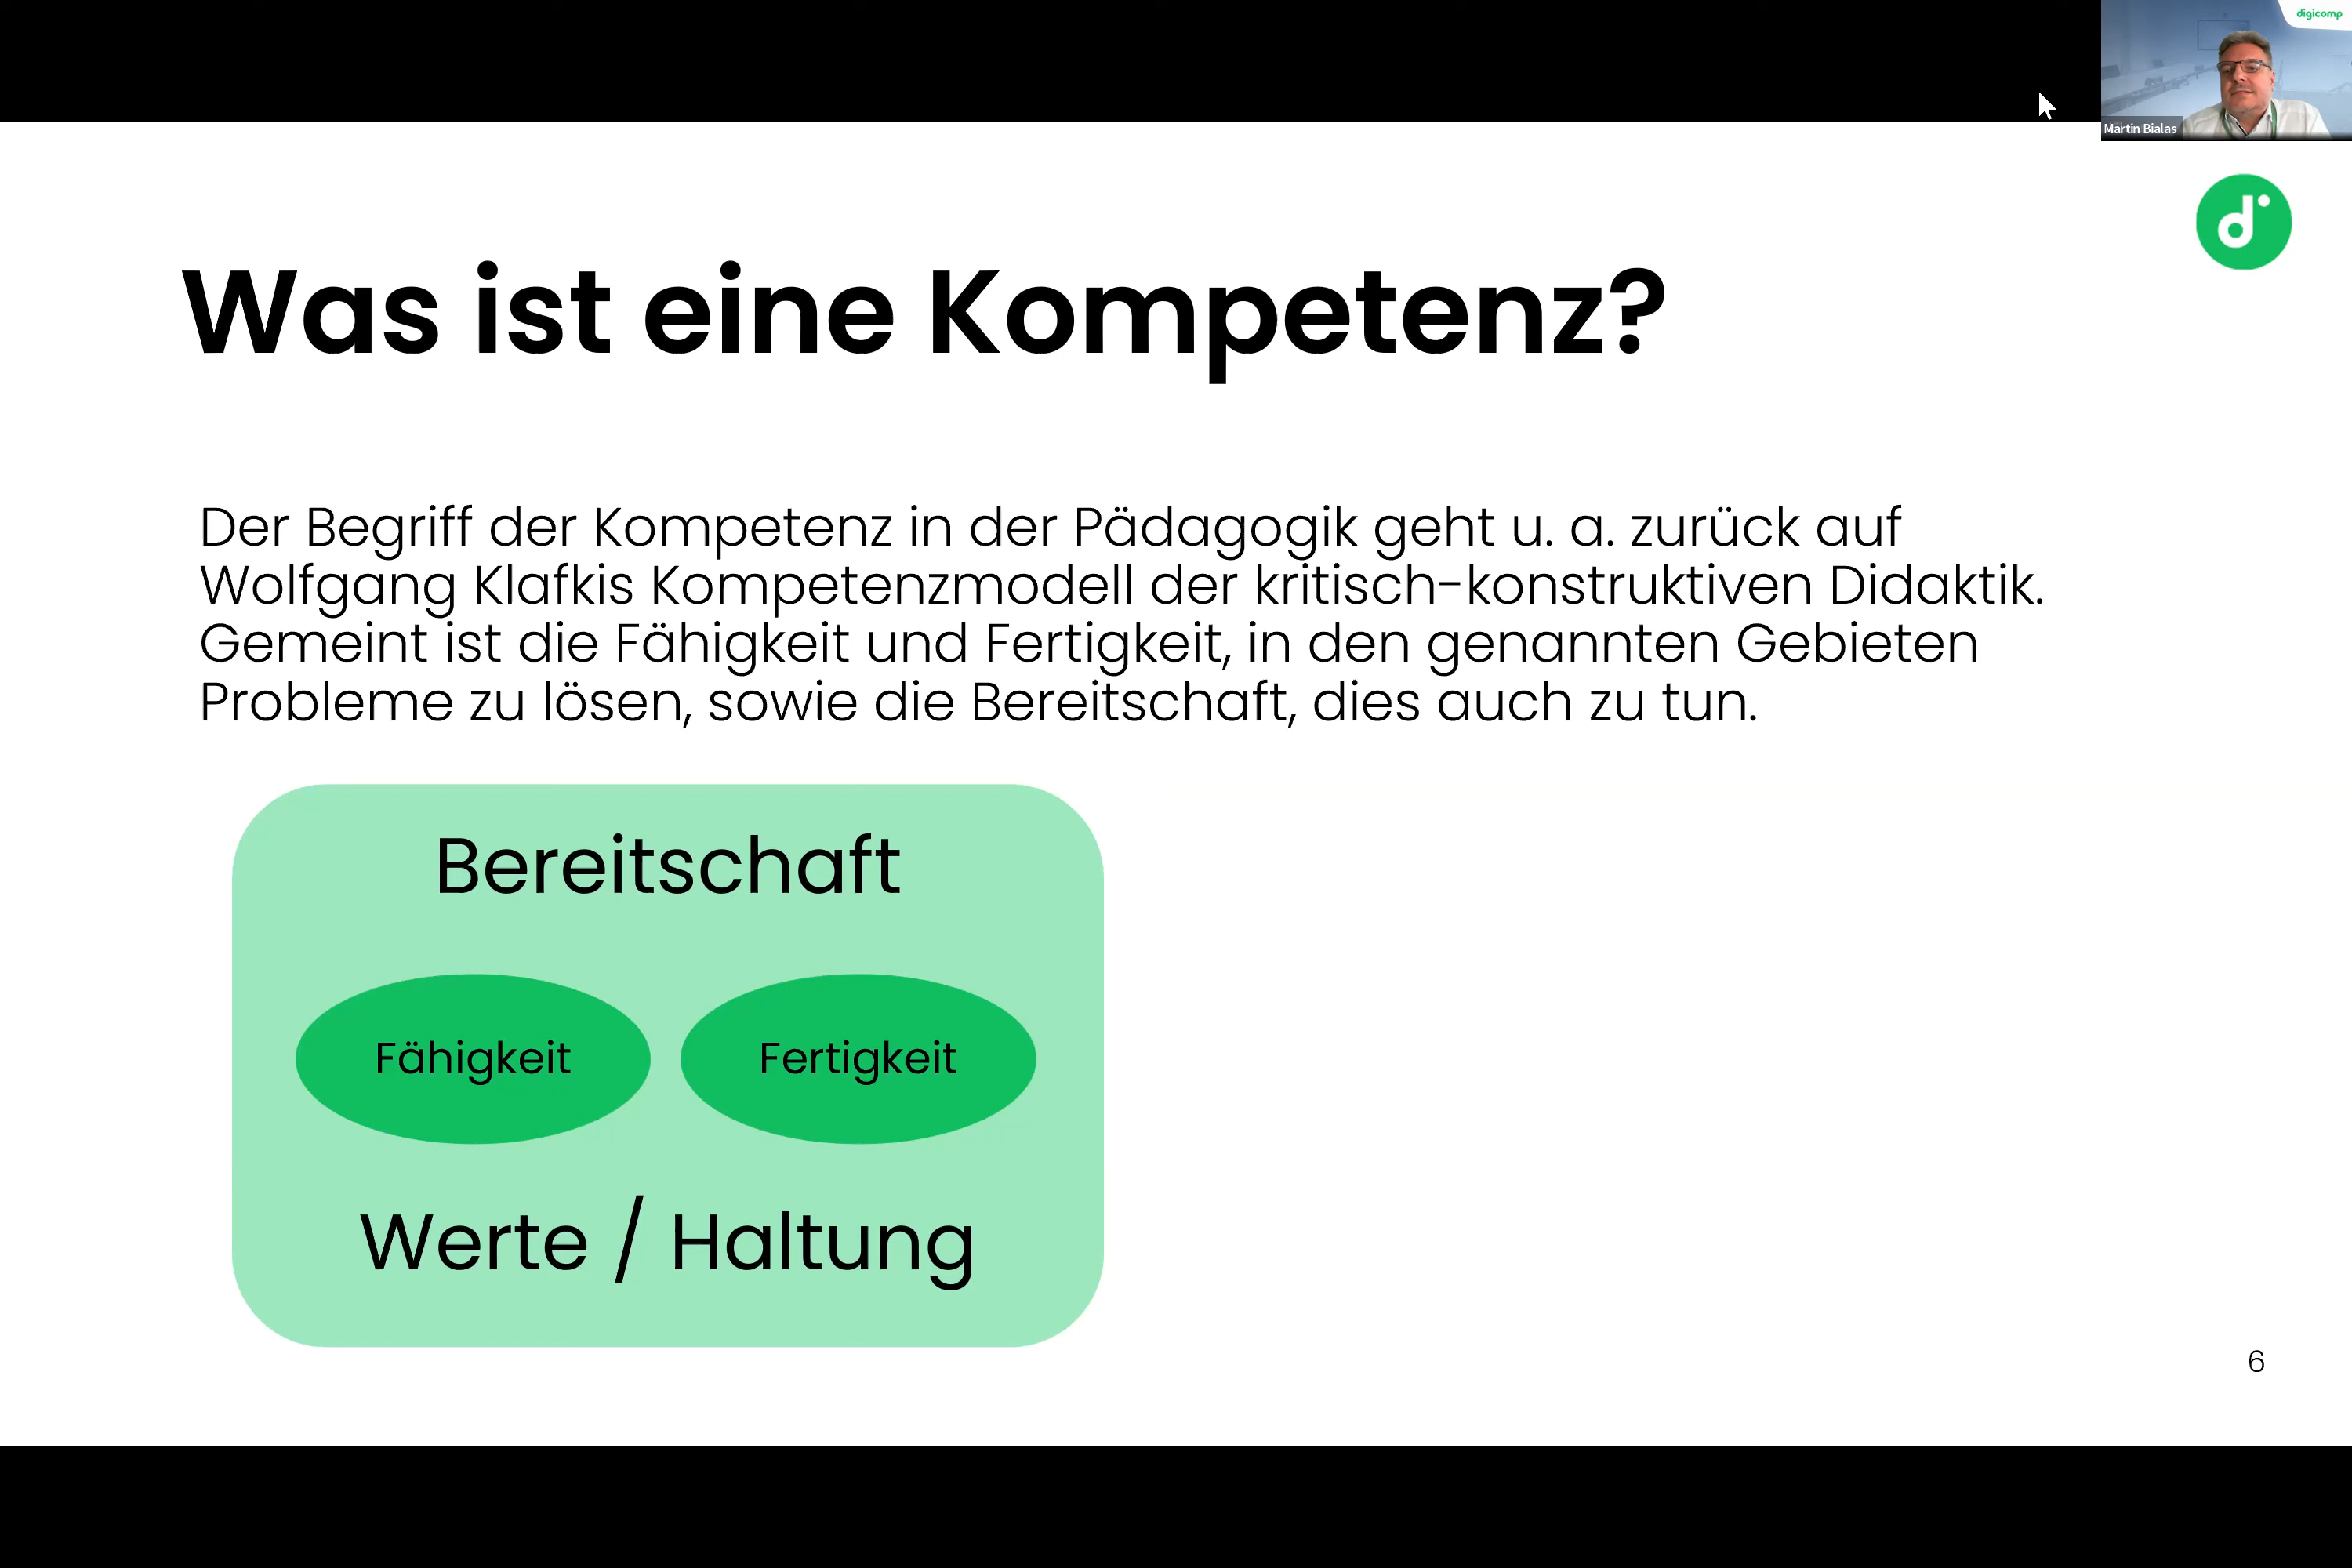 digicomp
Martin Bialas
d
Was ist eine Kompetenz?
Der Begriff der Kompetenz in der Pädagogik geht u. a. zurück auf
Wolfgang Klafkis Kompetenzmodell der kritisch-konstruktiven Didaktik.
Gemeint ist die Fähigkeit und Fertigkeit, in den genannten Gebieten
Probleme zu lösen, sowie die Bereitschaft, dies auch zu tun.
Bereitschaft
Fähigkeit
Fertigkeit
Werte / Haltung
6